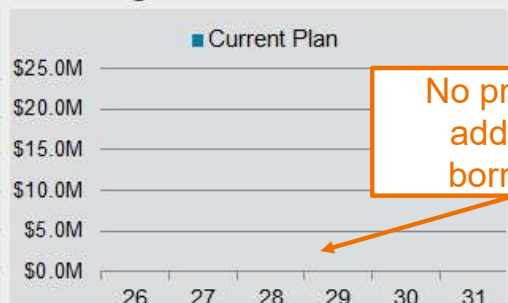 Current Plan
$25.0M
$20.0M
$15.0M
$10.0M
$5.0M
$0.0M
No pr
add
borr
26 27 28 29 30 31